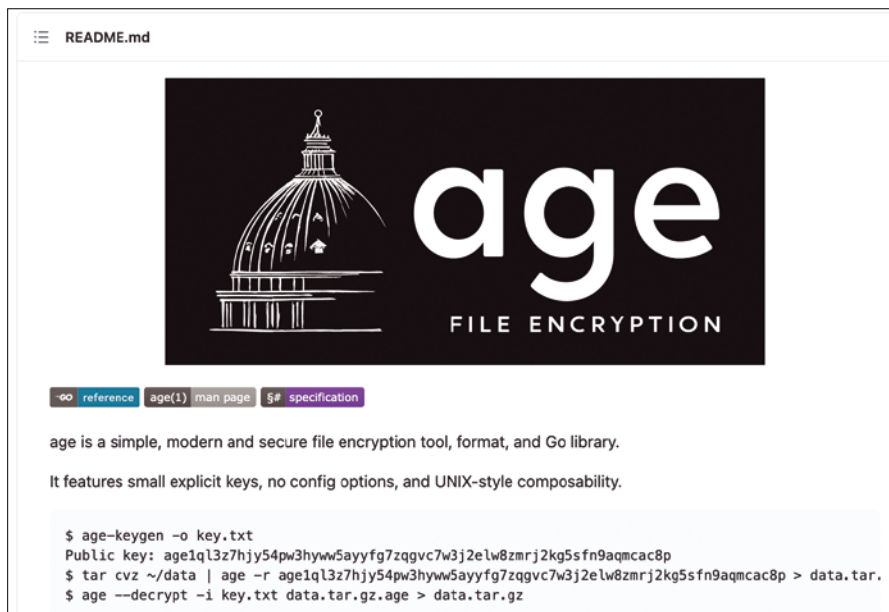 README.md
age
FILE ENCRYPTION
GO reference age(1) man page §# specification
age is a simple, modern and secure file encryption tool, format, and Go library.
It features small explicit keys, no config options, and UNIX-style composability.
$ age-keygen -o key.txt
Public key: age1ql3z7hjy54pw3hyww5ayyfg7zqgvc7w3j2elw8zmrj2kg5sfn9aqmcac8p
$ tar cvz ~/data | age -r age1ql3z7hjy54pw3hyww5ayyfg7zqgvc7w3j2elw8zmrj2kg5sfn9aqmcac8p > data.tar.
$ age --decrypt -i key.txt data.tar.gz.age > data.tar.gz